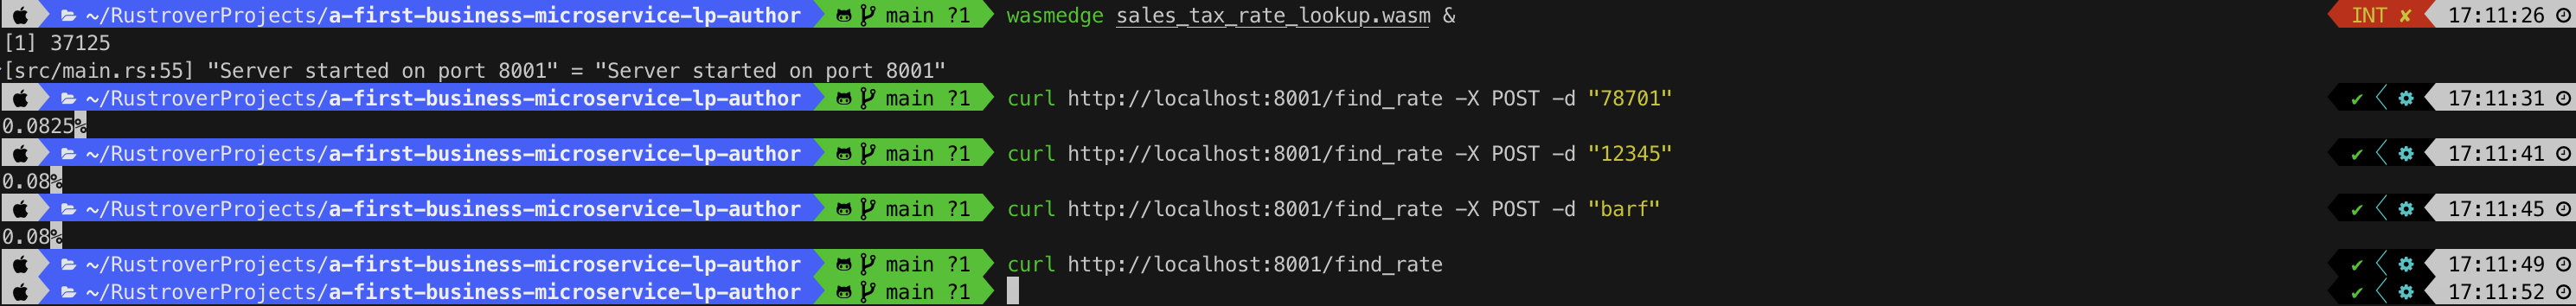 ~/RustroverProjects/a-first-business-microservice-lp-author main ?1 wasmedge sales_tax_rate_lookup.wasm & INT ✘ 17:11:26
[1] 37125
[src/main.rs:55] "Server started on port 8001" = "Server started on port 8001"
~/RustroverProjects/a-first-business-microservice-lp-author main ?1 curl http://localhost:8001/find_rate -X POST -d "78701" ✔ 17:11:31
0.0825%
~/RustroverProjects/a-first-business-microservice-lp-author main ?1 curl http://localhost:8001/find_rate -X POST -d "12345" ✔ 17:11:41
0.08%
~/RustroverProjects/a-first-business-microservice-lp-author main ?1 curl http://localhost:8001/find_rate -X POST -d "barf" ✔ 17:11:45
0.08%
~/RustroverProjects/a-first-business-microservice-lp-author main ?1 curl http://localhost:8001/find_rate ✔ 17:11:49
~/RustroverProjects/a-first-business-microservice-lp-author main ?1 ✔ 17:11:52